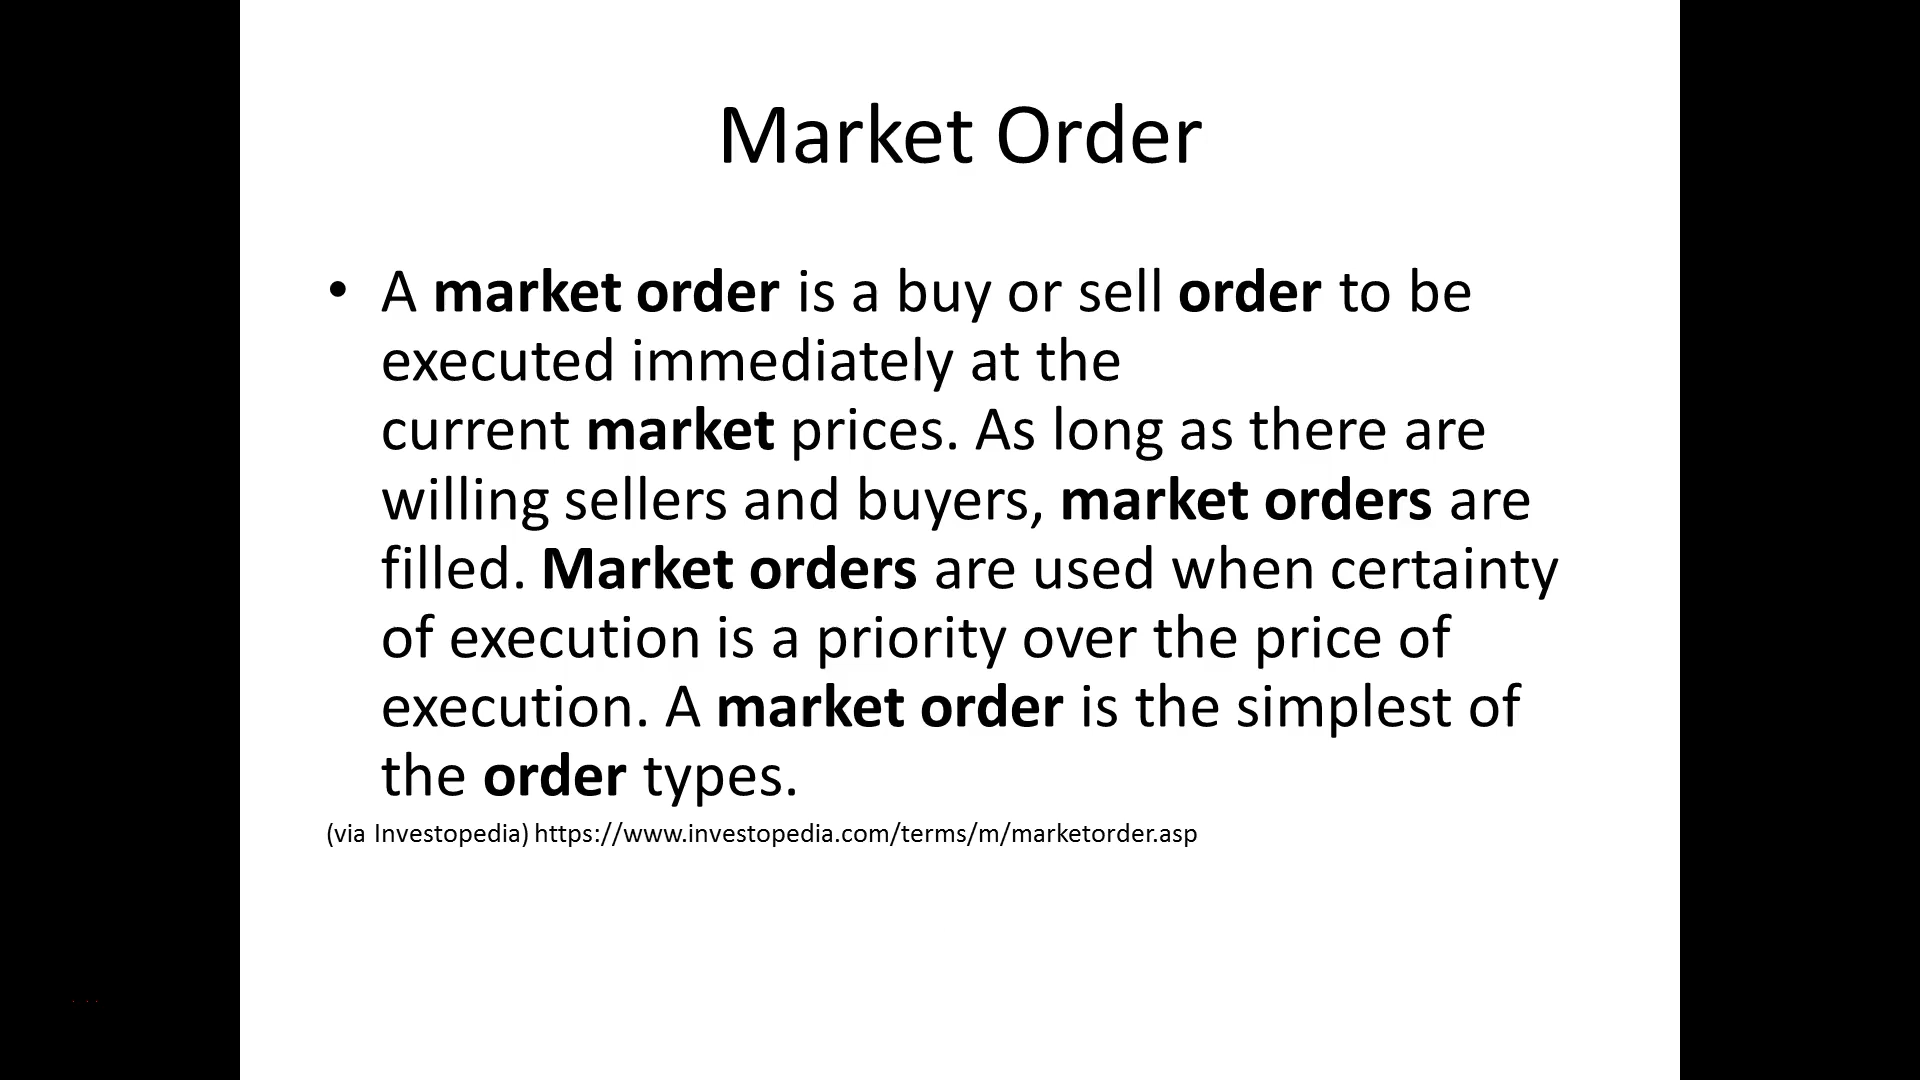 Market Order
• A market order is a buy or sell order to be
executed immediately at the
current market prices. As long as there are
willing sellers and buyers, market orders are
filled. Market orders are used when certainty
of execution is a priority over the price of
execution. A market order is the simplest of
the order types.
(via Investopedia) https://www.investopedia.com/terms/m/marketorder.asp